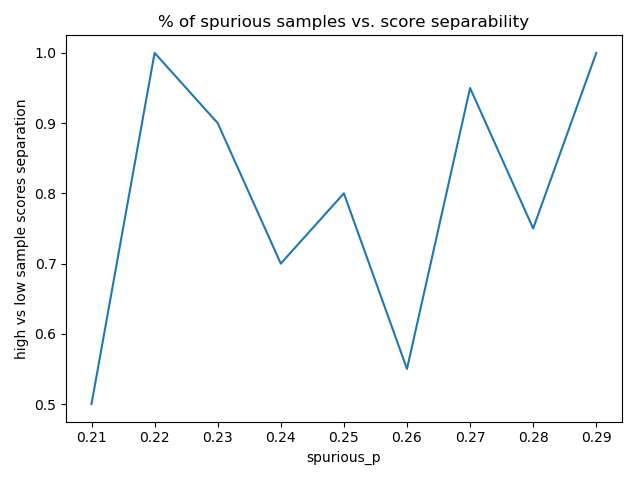 % of spurious samples vs. score separability
high vs low sample scores separation
1.0
0.9
0.8
0.7
0.6
0.5
0.21 0.22 0.23 0.24 0.25 0.26 0.27 0.28 0.29
spurious_p